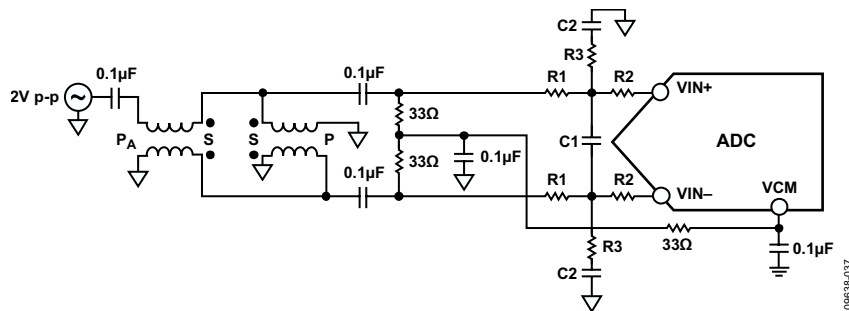 C2
R3
0.1µF
2V p-p
0.1µF
R1
R2
VIN+
33Ω
PA
S
S
P
C1
ADC
33Ω
0.1µF
0.1µF
R1
R2
VIN–
VCM
33Ω
R3
0.1µF
C2
09638-037